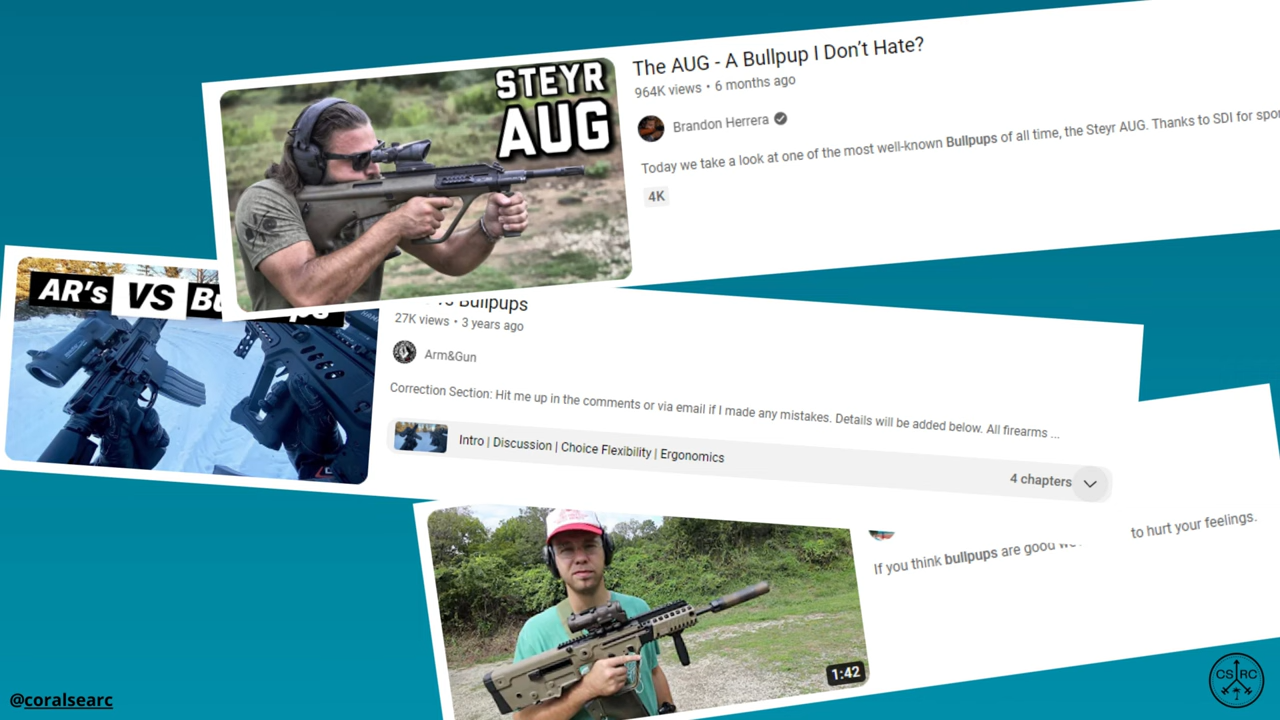 STEYR
AUG
The AUG - A Bullpup I Don't Hate?
964K views • 6 months ago
Brandon Herrera
Today we take a look at one of the most well-known Bullpups of all time, the Steyr AUG. Thanks to SDI for
4K
AR's VS
Bullpups
27K views • 3 years ago
Arm&Gun
Correction Section: Hit me up in the comments or via email if I made any mistakes. Details will be added below. All firearms ...
Intro | Discussion | Choice Flexibility | Ergonomics
4 chapters
If you think bullpups are good
to hurt your feelings.
1:42
@coralsearc
CS RC